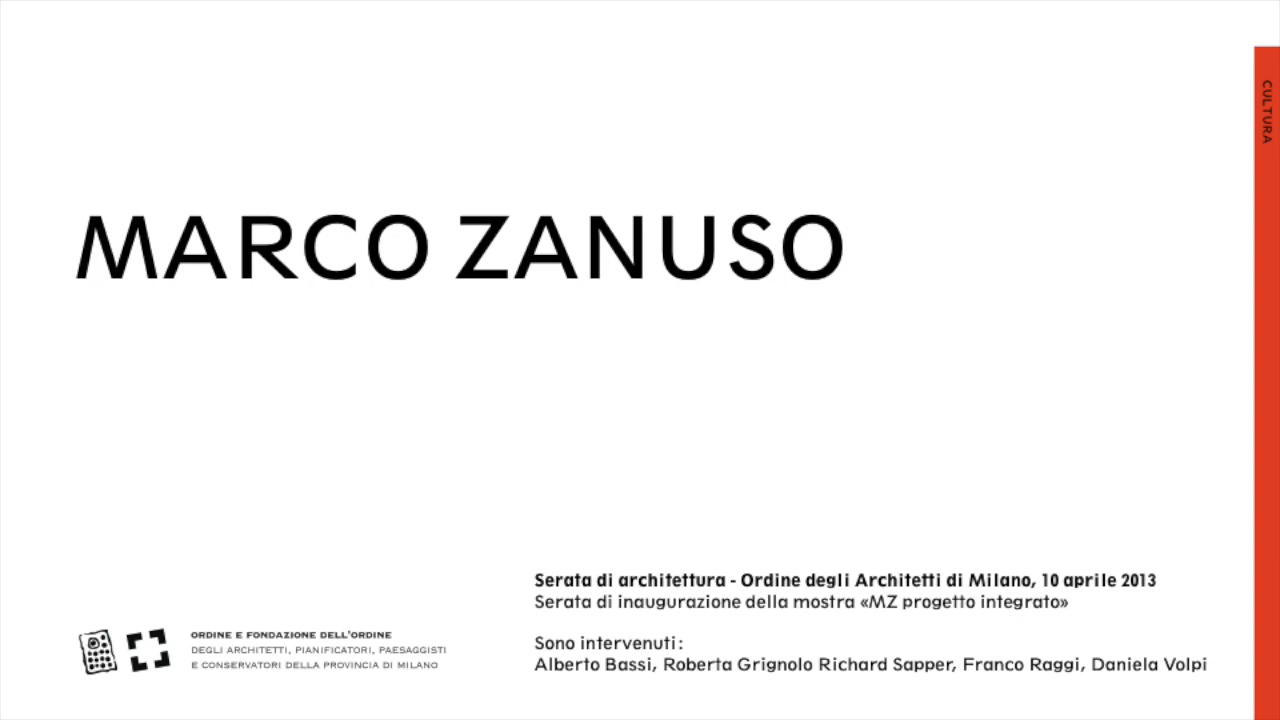 CULTURA
MARCO ZANUSO
Serata di architettura - Ordine degli Architetti di Milano, 10 aprile 2013
Serata di inaugurazione della mostra «MZ progetto integrato»
Sono intervenuti:
Alberto Bassi, Roberta Grignolo Richard Sapper, Franco Raggi, Daniela Volpi
ORDINE E FONDAZIONE DELL'ORDINE
DEGLI ARCHITETTI, PIANIFICATORI, PAESAGGISTI
E CONSERVATORI DELLA PROVINCIA DI MILANO